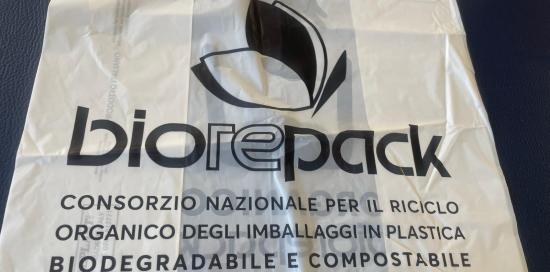 biorepack
CONSORZIO NAZIONALE PER IL RICICLO
ORGANICO DEGLI IMBALLAGGI IN PLASTICA
BIODEGRADABILE E COMPOSTABILE